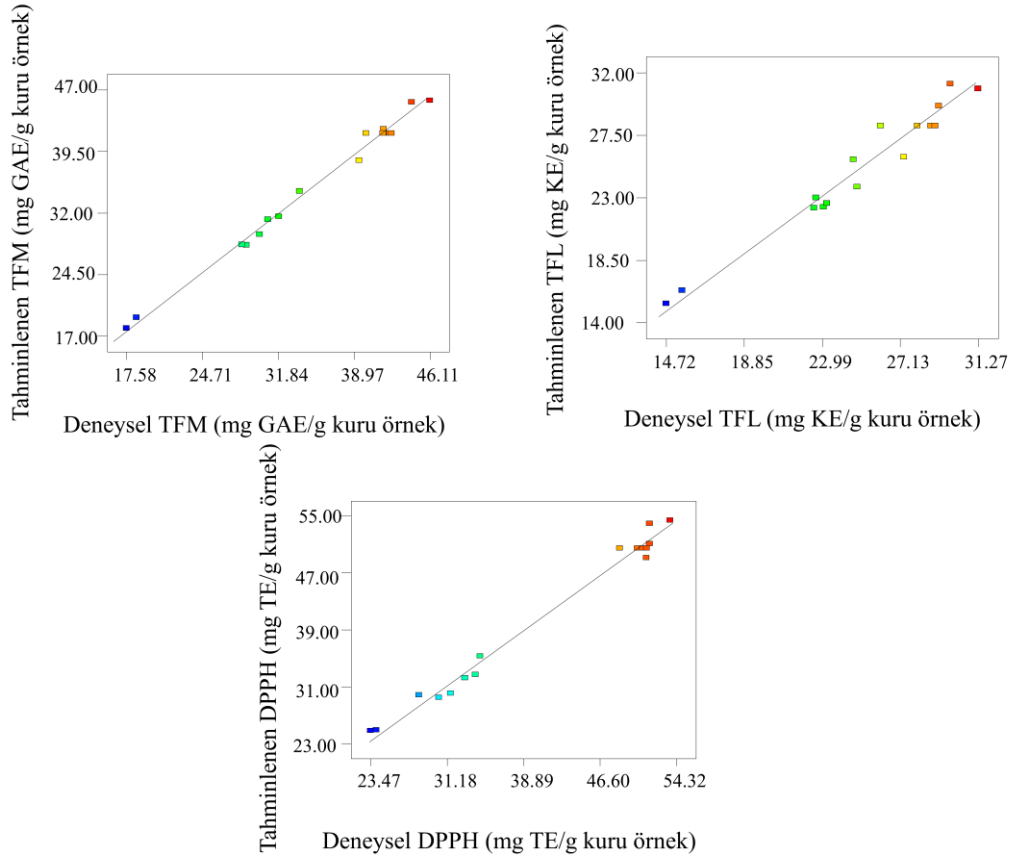 Tahminlenen TFM (mg GAE/g kuru örnek)
47.00
39.50
32.00
24.50
17.00
17.58 24.71 31.84 38.97 46.11
Deneysel TFM (mg GAE/g kuru örnek)
Tahminlenen TFL (mg KE/g kuru örnek)
32.00
27.50
23.00
18.50
14.00
14.72 18.85 22.99 27.13 31.27
Deneysel TFL (mg KE/g kuru örnek)
Tahminlenen DPPH (mg TE/g kuru örnek)
55.00
47.00
39.00
31.00
23.00
23.47 31.18 38.89 46.60 54.32
Deneysel DPPH (mg TE/g kuru örnek)